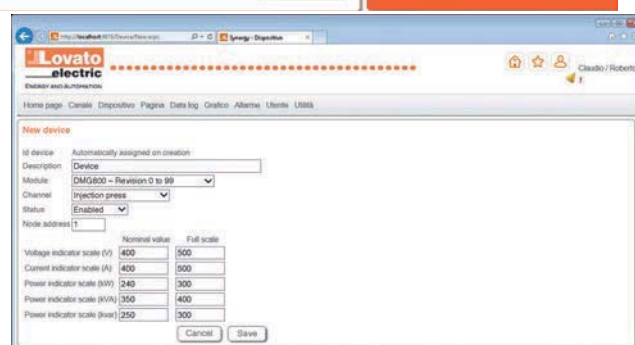 Synergy - Dispositivo
Lovato
electric
ENERGY AND AUTOMATION
Claudio / Roberto
1
Home page Canale Dispositivo Pagina Data log Grafico Allarme Utente Utilità
New device
Id device Automatically assigned on creation
Description Device
Module DMG800 – Revision 0 to 99
Channel Injection press
Status Enabled
Node address 1
Nominal value Full scale
Voltage indicator scale (V) 400 500
Current indicator scale (A) 400 500
Power indicator scale (kW) 240 300
Power indicator scale (kVA) 350 400
Power indicator scale (kvar) 250 300
Cancel Save